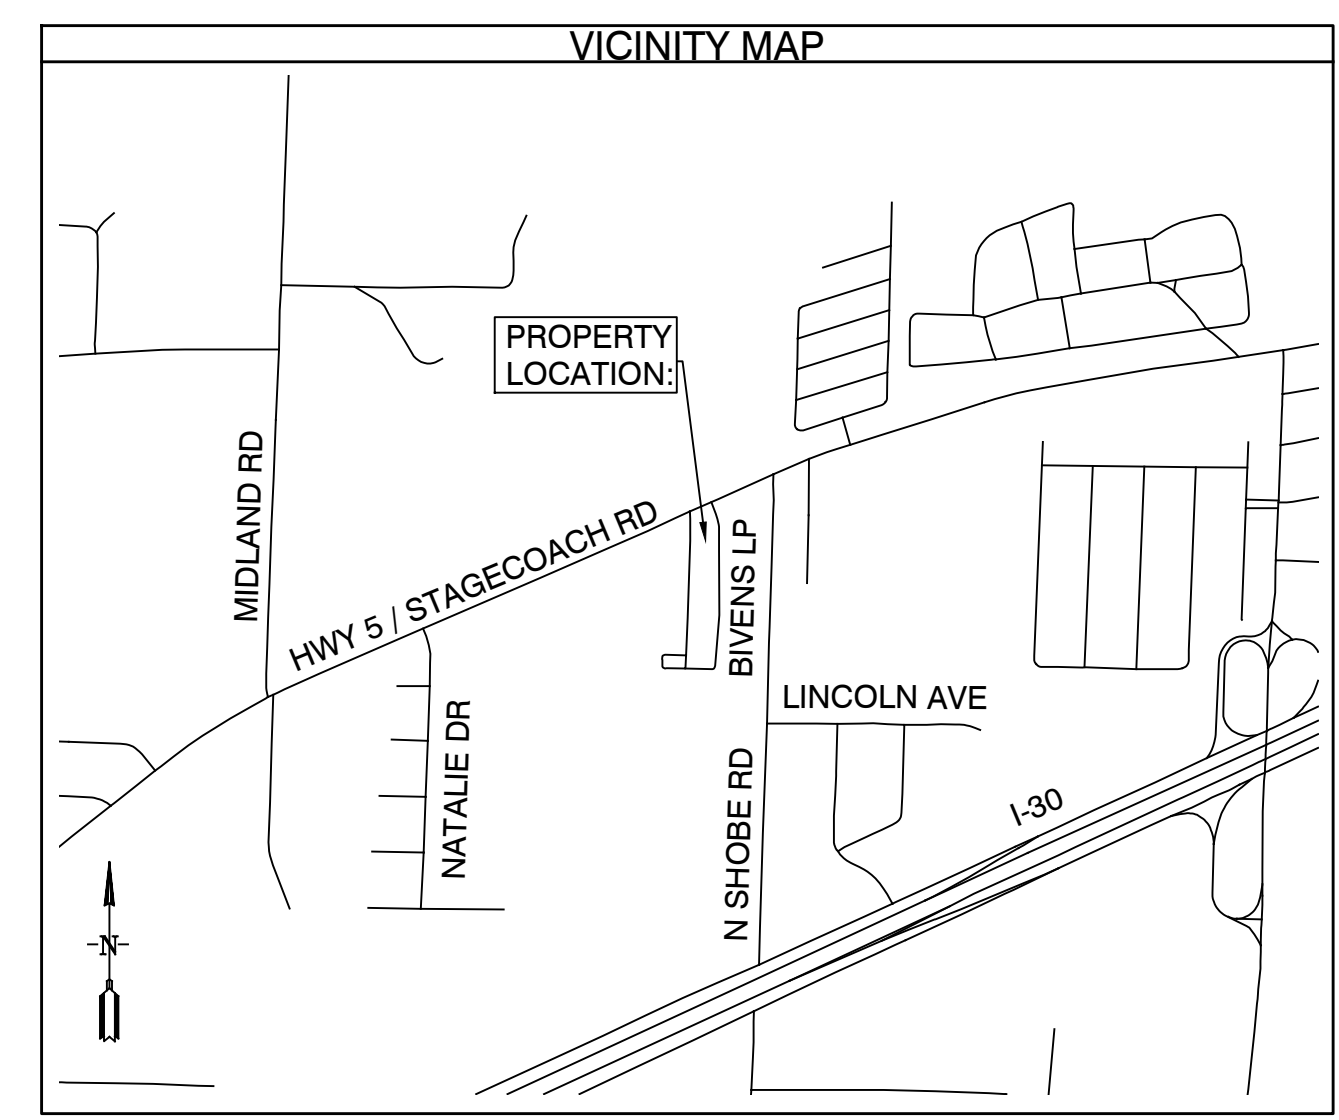 VICINITY MAP
PROPERTY
LOCATION:
MIDLAND RD
HWY 5 / STAGECOACH RD
BIVENS LP
LINCOLN AVE
NATALIE DR
N SHOBE RD
I-30
N